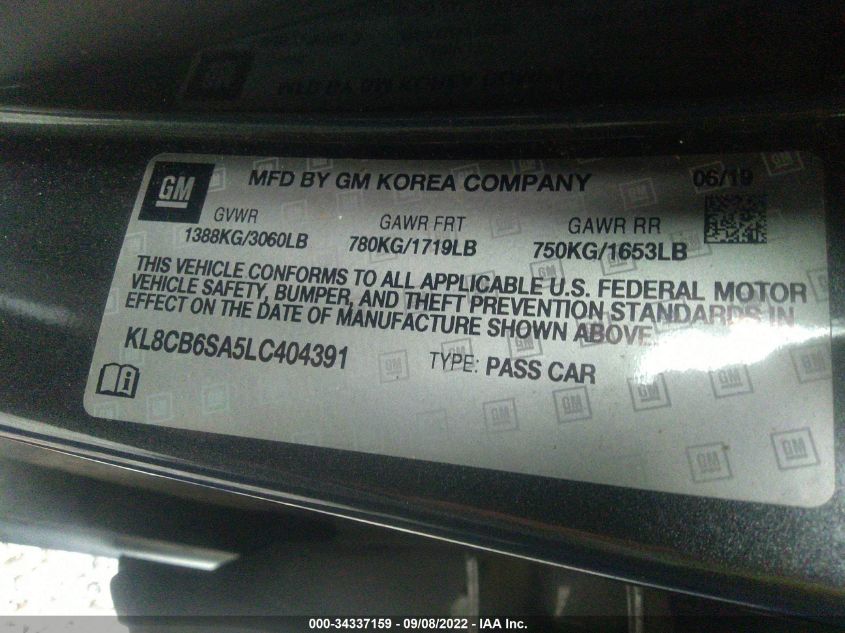 GM MFD BY GM KOREA COMPANY 06/19
GVWR GAWR FRT GAWR RR
1388KG/3060LB 780KG/1719LB 750KG/1653LB
THIS VEHICLE CONFORMS TO ALL APPLICABLE U.S. FEDERAL MOTOR
VEHICLE SAFETY, BUMPER, AND THEFT PREVENTION STANDARDS IN
EFFECT ON THE DATE OF MANUFACTURE SHOWN ABOVE.
KL8CB6SA5LC404391 TYPE: PASS CAR
000-34337159 - 09/08/2022 - IAA Inc.